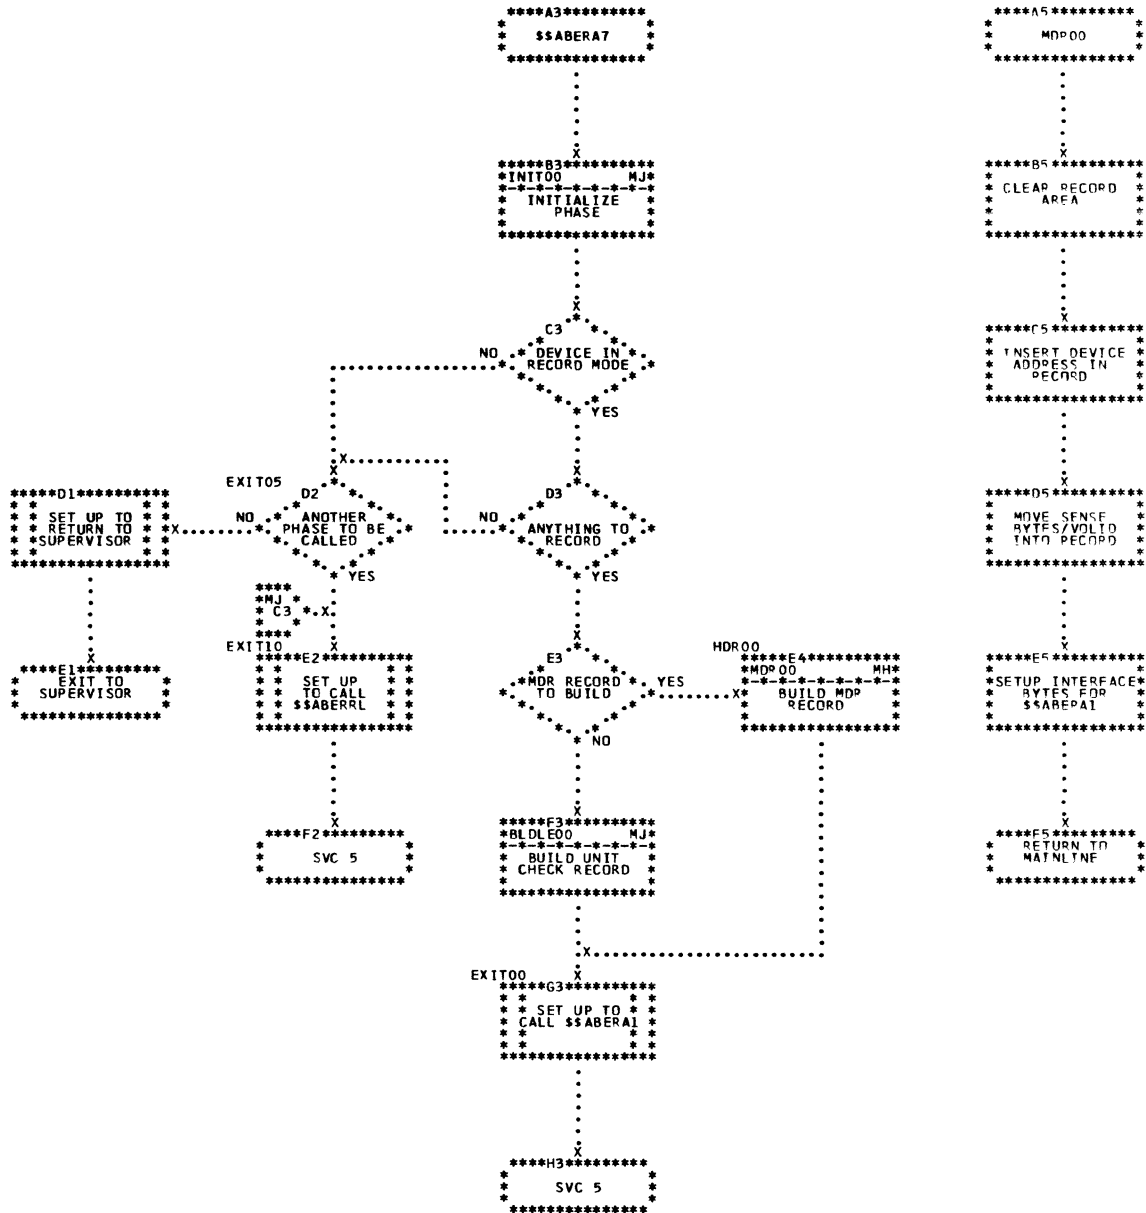 A3
$$ABERA7
B3
INIT00 MJ
INITIALIZE
PHASE
C3
DEVICE IN
RECORD MODE
NO
YES
EXIT05
D1
SET UP TO
RETURN TO
SUPERVISOR
D2
ANOTHER
PHASE TO BE
CALLED
NO
YES
D3
ANYTHING TO
RECORD
NO
YES
MJ
C3
E1
EXIT TO
SUPERVISOR
EXIT10
E2
SET UP
TO CALL
$$ABERRL
E3
MDR RECORD
TO BUILD
YES
NO
HDR00
E4
MDR00 MH
BUILD MDR
RECORD
F2
SVC 5
F3
BLDLE00 MJ
BUILD UNIT
CHECK RECORD
EXIT00
G3
SET UP TO
CALL $$ABERA1
H3
SVC 5
A5
MDR00
B5
CLEAR RECORD
AREA
C5
INSERT DEVICE
ADDRESS IN
RECORD
D5
MOVE SENSE
BYTES/VOLID
INTO RECORD
E5
SETUP INTERFACE
BYTES FOR
$$ABERA1
F5
RETURN TO
MAINLINE